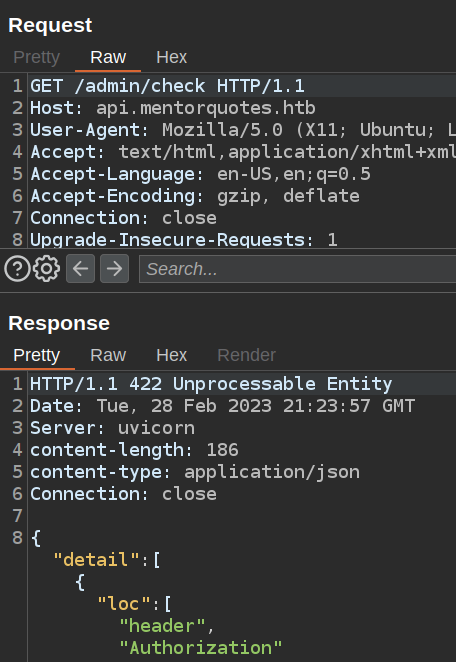 Request
Pretty Raw Hex
1 GET /admin/check HTTP/1.1
2 Host: api.mentorquotes.htb
3 User-Agent: Mozilla/5.0 (X11; Ubuntu; L
4 Accept: text/html,application/xhtml+xml
5 Accept-Language: en-US,en;q=0.5
6 Accept-Encoding: gzip, deflate
7 Connection: close
8 Upgrade-Insecure-Requests: 1
? Search...
Response
Pretty Raw Hex Render
1 HTTP/1.1 422 Unprocessable Entity
2 Date: Tue, 28 Feb 2023 21:23:57 GMT
3 Server: uvicorn
4 content-length: 186
5 content-type: application/json
6 Connection: close
7
8 {
"detail":[
{
"loc":[
"header",
"Authorization"